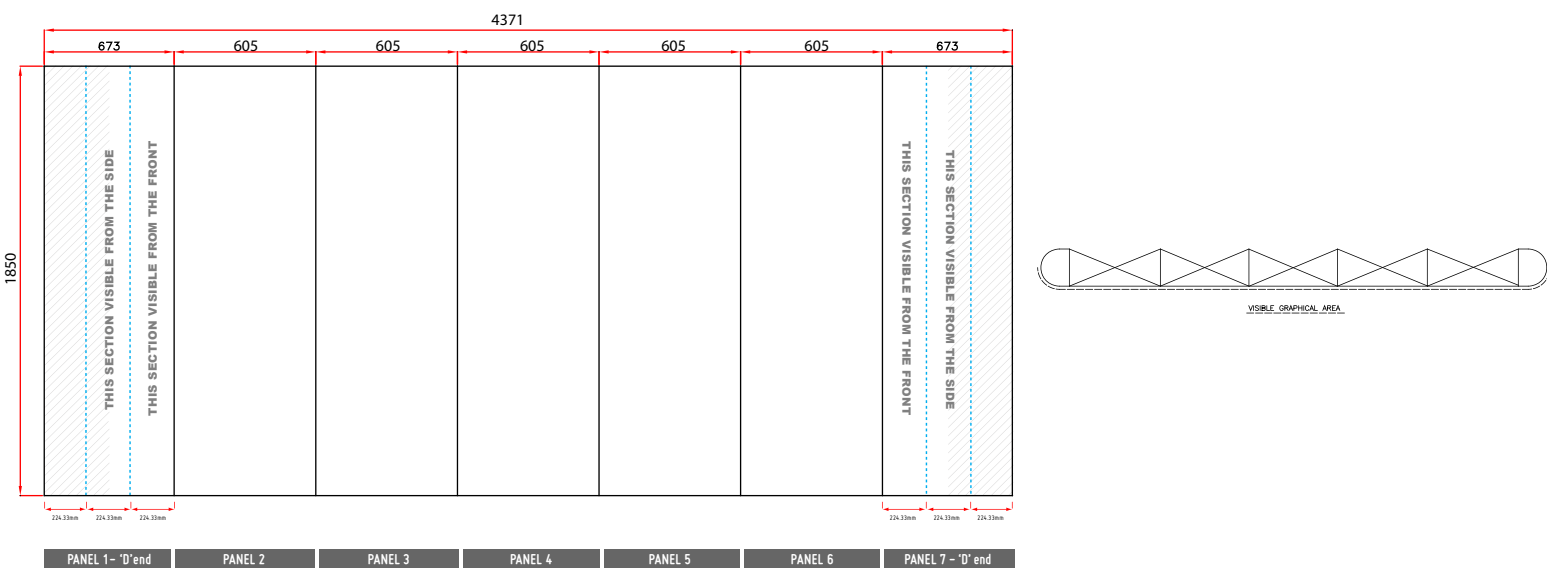 4371
673
605
605
605
605
605
673
1850
THIS SECTION VISIBLE FROM THE SIDE
THIS SECTION VISIBLE FROM THE FRONT
THIS SECTION VISIBLE FROM THE FRONT
THIS SECTION VISIBLE FROM THE SIDE
VISIBLE GRAPHICAL AREA
224.33mm
224.33mm
224.33mm
224.33mm
224.33mm
224.33mm
PANEL 1- 'D'end
PANEL 2
PANEL 3
PANEL 4
PANEL 5
PANEL 6
PANEL 7 - 'D' end